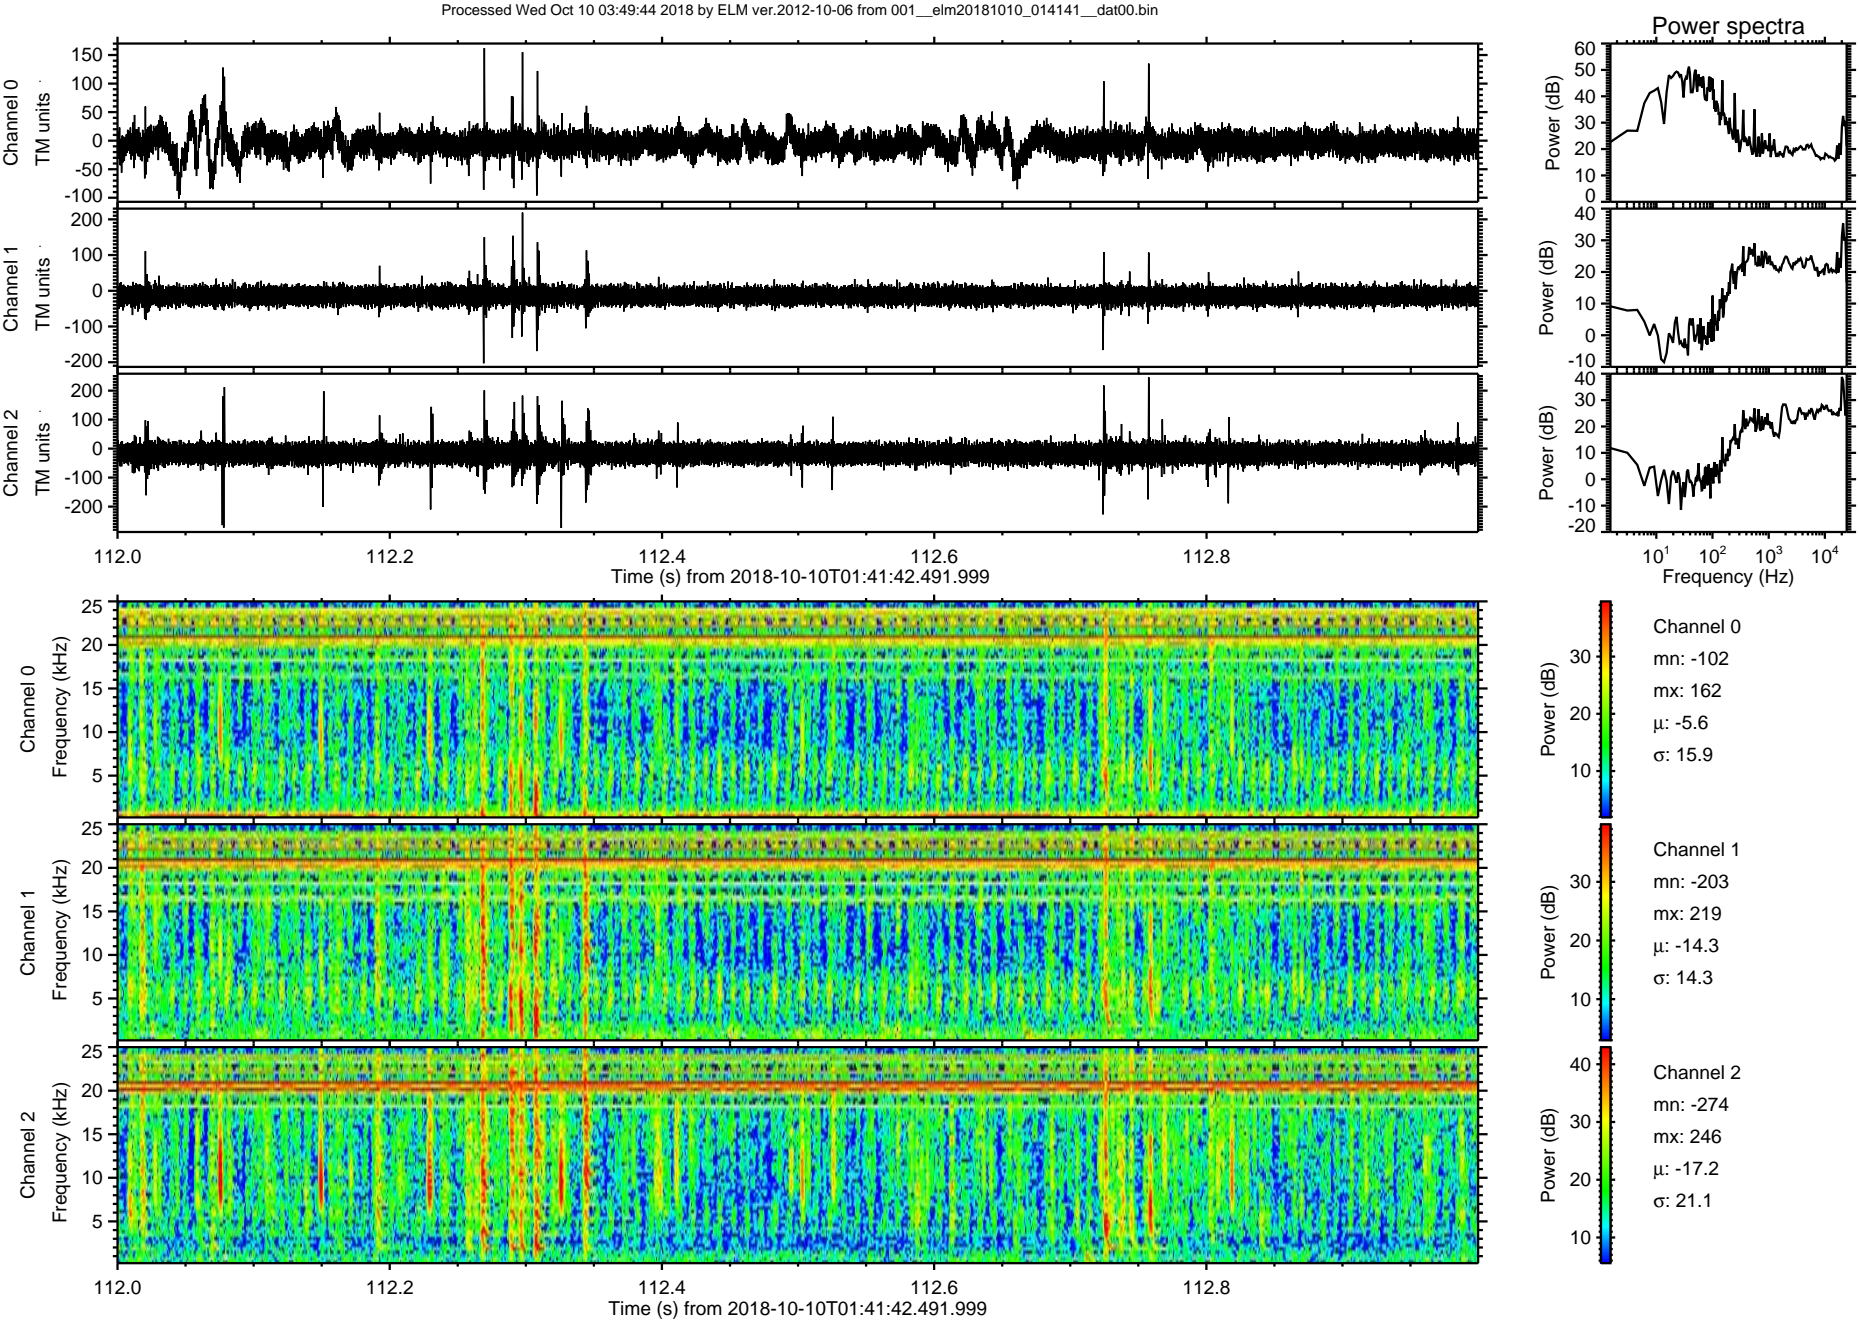 Processed Wed Oct 10 03:49:44 2018 by ELM ver.2012-10-06 from 001__elm20181010_014141__dat00.bin
Power spectra
Channel 0
TM units
150
100
50
0
-50
-100
Power (dB)
60
50
40
30
20
10
0
Channel 1
TM units
200
100
0
-100
-200
Power (dB)
40
30
20
10
0
-10
Channel 2
TM units
200
100
0
-100
-200
Power (dB)
40
30
20
10
0
-10
-20
112.0 112.2 112.4 112.6 112.8
Time (s) from 2018-10-10T01:41:42.491.999
10¹ 10² 10³ 10⁴
Frequency (Hz)
Channel 0
Frequency (kHz)
25
20
15
10
5
Power (dB)
30
20
10
Channel 0
mn: -102
mx: 162
μ: -5.6
σ: 15.9
Channel 1
Frequency (kHz)
25
20
15
10
5
Power (dB)
30
20
10
Channel 1
mn: -203
mx: 219
μ: -14.3
σ: 14.3
Channel 2
Frequency (kHz)
25
20
15
10
5
Power (dB)
40
30
20
10
Channel 2
mn: -274
mx: 246
μ: -17.2
σ: 21.1
112.0 112.2 112.4 112.6 112.8
Time (s) from 2018-10-10T01:41:42.491.999